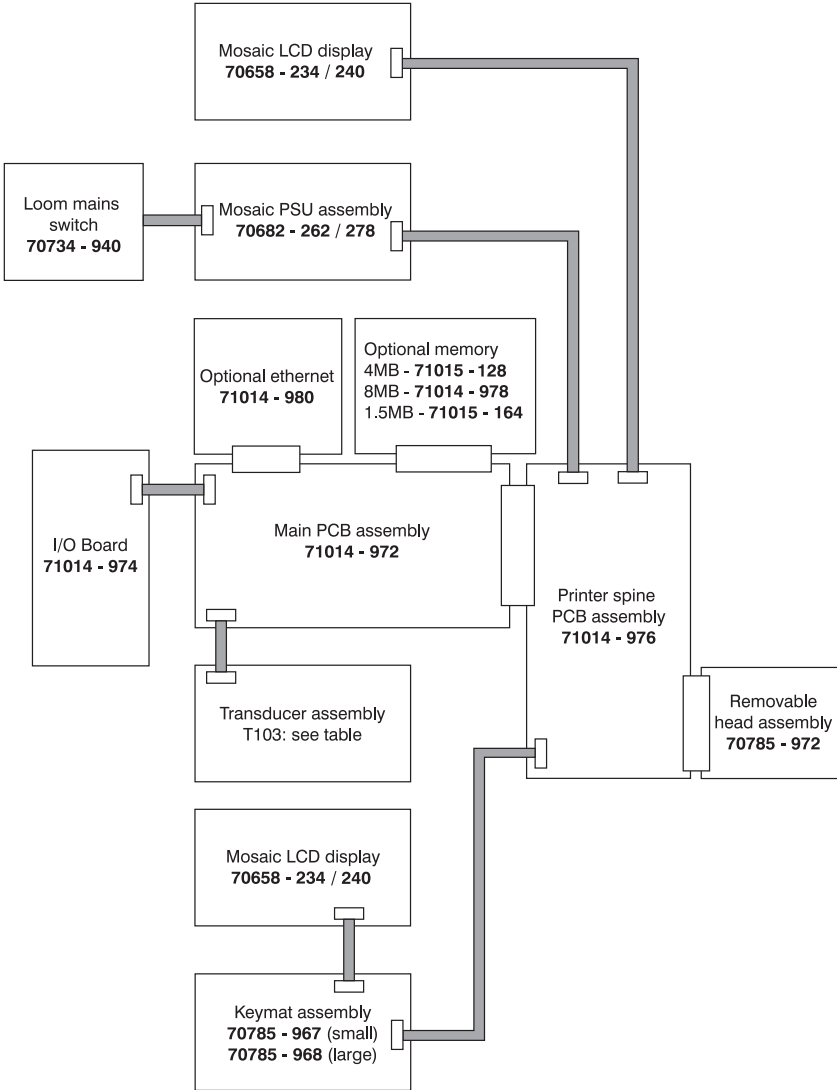 Mosaic LCD display
70658 - 234 / 240
Loom mains
switch
70734 - 940
Mosaic PSU assembly
70682 - 262 / 278
Optional ethernet
71014 - 980
Optional memory
4MB - 71015 - 128
8MB - 71014 - 978
1.5MB - 71015 - 164
I/O Board
71014 - 974
Main PCB assembly
71014 - 972
Printer spine
PCB assembly
71014 - 976
Removable
head assembly
70785 - 972
Transducer assembly
T103: see table
Mosaic LCD display
70658 - 234 / 240
Keymat assembly
70785 - 967 (small)
70785 - 968 (large)